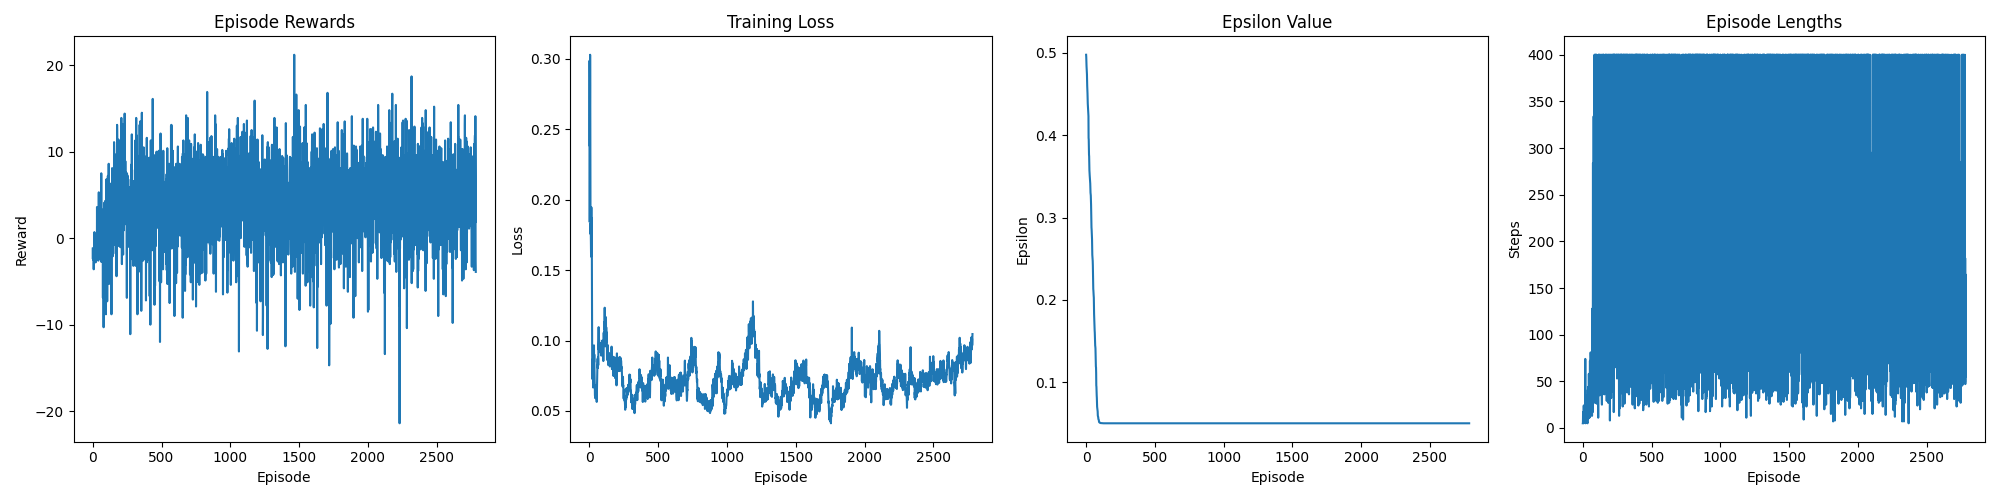 Episode Rewards
Reward
20
10
0
−10
−20
0 500 1000 1500 2000 2500
Episode
Training Loss
Loss
0.30
0.25
0.20
0.15
0.10
0.05
0 500 1000 1500 2000 2500
Episode
Epsilon Value
Epsilon
0.5
0.4
0.3
0.2
0.1
0 500 1000 1500 2000 2500
Episode
Episode Lengths
Steps
400
350
300
250
200
150
100
50
0
0 500 1000 1500 2000 2500
Episode